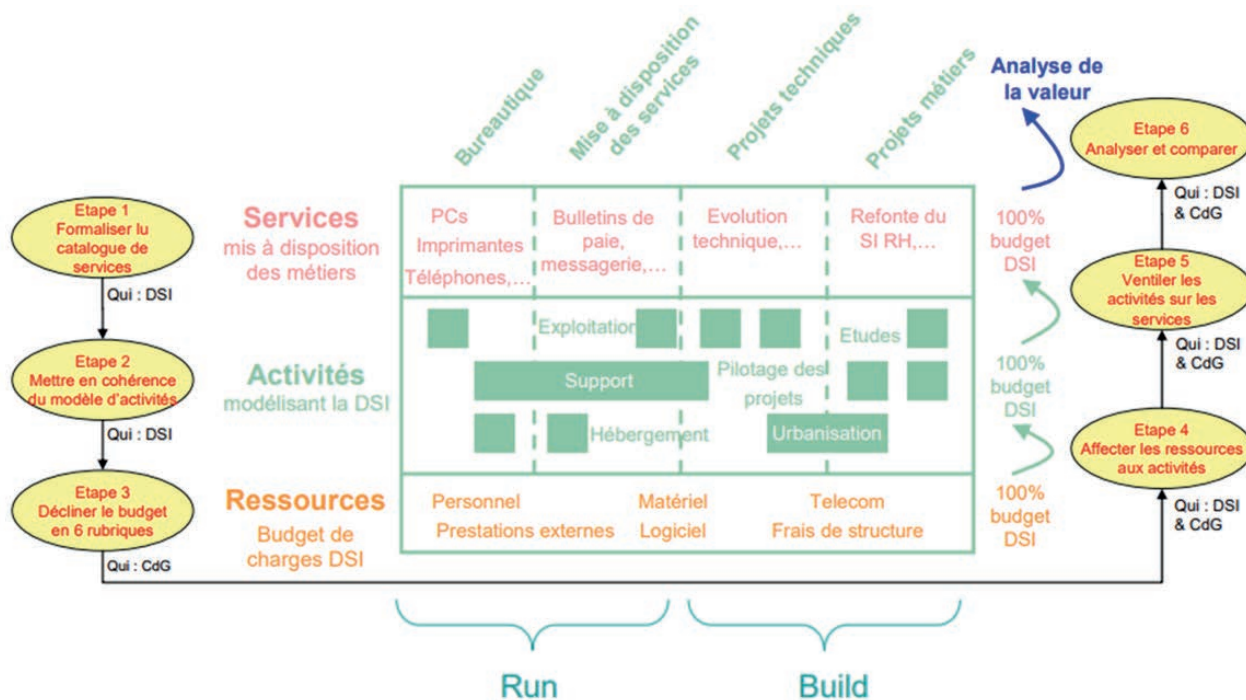 Bureautique
Mise à disposition
des services
Projets techniques
Projets métiers
Analyse de
la valeur
Etape 1
Formaliser lu
catalogue de
services
Qui : DSI
Etape 2
Mettre en cohérence
du modèle d'activités
Qui : DSI
Etape 3
Décliner le budget
en 6 rubriques
Qui : CdG
Services
mis à disposition
des métiers
PCs
Imprimantes
Téléphones,...
Bulletins de
paie,
messagerie,...
Evolution
technique,...
Refonte du
SI RH,...
100%
budget
DSI
Activités
modélisant la DSI
Exploitation
Etudes
Support
Pilotage des
projets
Hébergement
Urbanisation
100%
budget
DSI
Ressources
Budget de
charges DSI
Personnel
Matériel
Telecom
Prestations externes
Logiciel
Frais de structure
100%
budget
DSI
Etape 6
Analyser et comparer
Qui : DSI
& CdG
Etape 5
Ventiler les
activités sur les
services
Qui : DSI
& CdG
Etape 4
Affecter les ressources
aux activités
Qui : DSI
& CdG
Run
Build